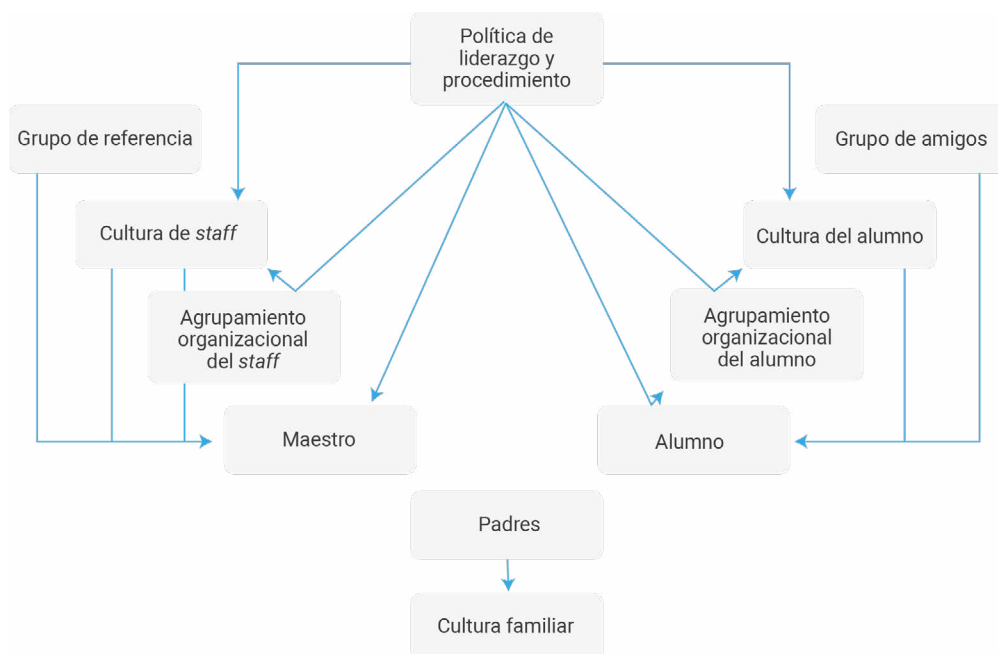 Política de
liderazgo y
procedimiento
Grupo de referencia
Grupo de amigos
Cultura de staff
Cultura del alumno
Agrupamiento
organizacional
del staff
Agrupamiento
organizacional
del alumno
Maestro
Alumno
Padres
Cultura familiar